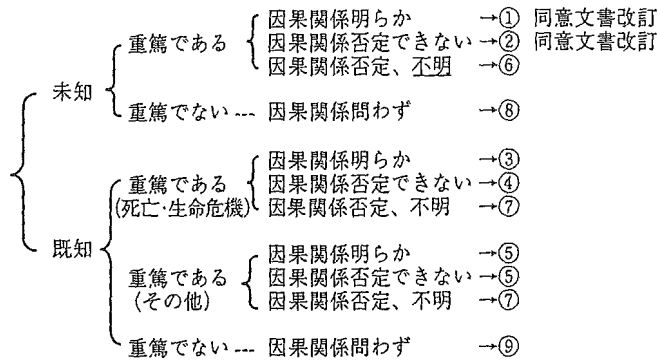 因果関係明らか →① 同意文書改訂
重篤である 因果関係否定できない →② 同意文書改訂
因果関係否定、不明 →⑥
未知
重篤でない --- 因果関係問わず →⑧
因果関係明らか →③
重篤である 因果関係否定できない →④
(死亡・生命危機) 因果関係否定、不明 →⑦
既知
因果関係明らか →⑤
重篤である 因果関係否定できない →⑤
(その他) 因果関係否定、不明 →⑦
重篤でない --- 因果関係問わず →⑨